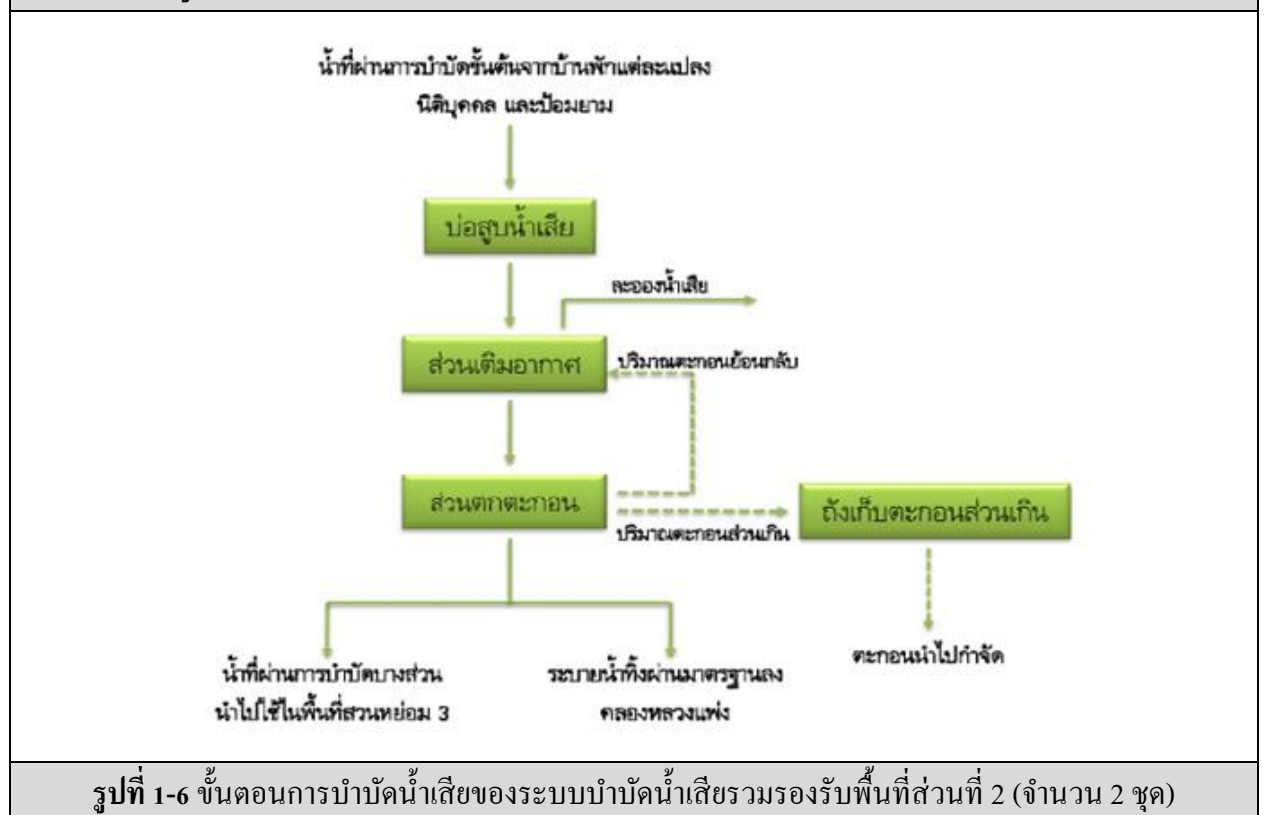 น้ำที่ผ่านการบำบัดขั้นต้นจากบ้านพักแต่ละแปลง
นิติบุคคล และป้อมยาม
บ่อสูบน้ำเสีย
ละอองน้ำเสีย
ส่วนเติมอากาศ
ปริมาณตะกอนย้อนกลับ
ส่วนตกตะกอน
ปริมาณตะกอนส่วนเกิน
ถังเก็บตะกอนส่วนเกิน
ตะกอนนำไปกำจัด
น้ำที่ผ่านการบำบัดบางส่วน
นำไปใช้ในพื้นที่สวนหย่อม 3
ระบายน้ำทิ้งผ่านมาตรฐานลง
คลองหลวงแพ่ง
รูปที่ 1-6 ขั้นตอนการบำบัดน้ำเสียของระบบบำบัดน้ำเสียรวมรองรับพื้นที่ส่วนที่ 2 (จำนวน 2 ชุด)